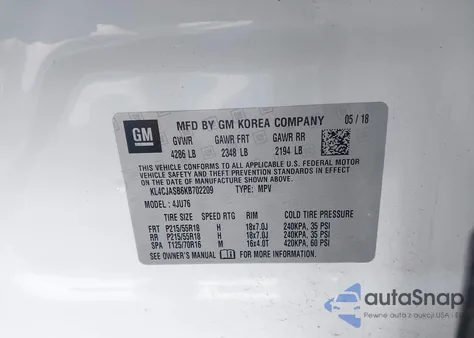 GM
MFD BY GM KOREA COMPANY 05 / 18
GVWR GAWR FRT GAWR RR
4286 LB 2348 LB 2194 LB
THIS VEHICLE CONFORMS TO ALL APPLICABLE U.S. FEDERAL MOTOR
VEHICLE SAFETY AND THEFT PREVENTION STANDARDS IN
EFFECT ON THE DATE OF MANUFACTURE SHOWN ABOVE.
KL4CJASB6KB702209 TYPE: MPV
MODEL : 4JU76
TIRE SIZE SPEED RTG RIM COLD TIRE PRESSURE
FRT P215/55R18 H 18x7.0J 240KPA, 35 PSI
RR P215/55R18 H 18x7.0J 240KPA, 35 PSI
SPA T125/70R16 M 16x4.0T 420KPA, 60 PSI
SEE OWNER'S MANUAL FOR MORE INFORMATION.
autoSnap
Pewne auta z USA i